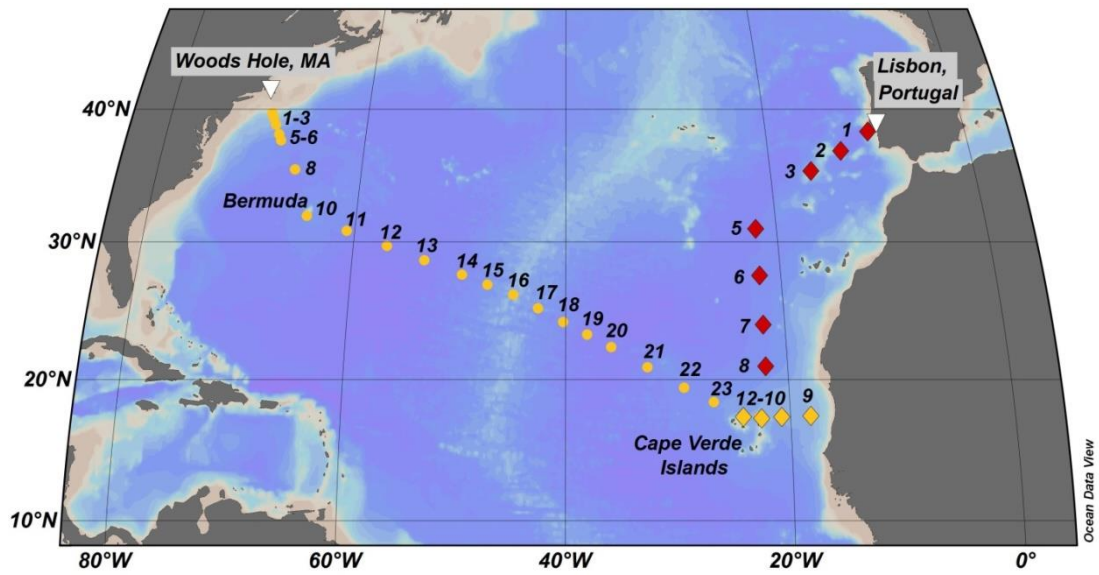 Woods Hole, MA
Lisbon,
Portugal
40°N
1-3
5-6
1
2
3
8
Bermuda
10
11
12
13
14
15
16
17
18
19
20
21
22
23
5
6
7
8
30°N
20°N
12-10
9
Cape Verde
Islands
10°N
80°W
60°W
40°W
20°W
0°
Ocean Data View